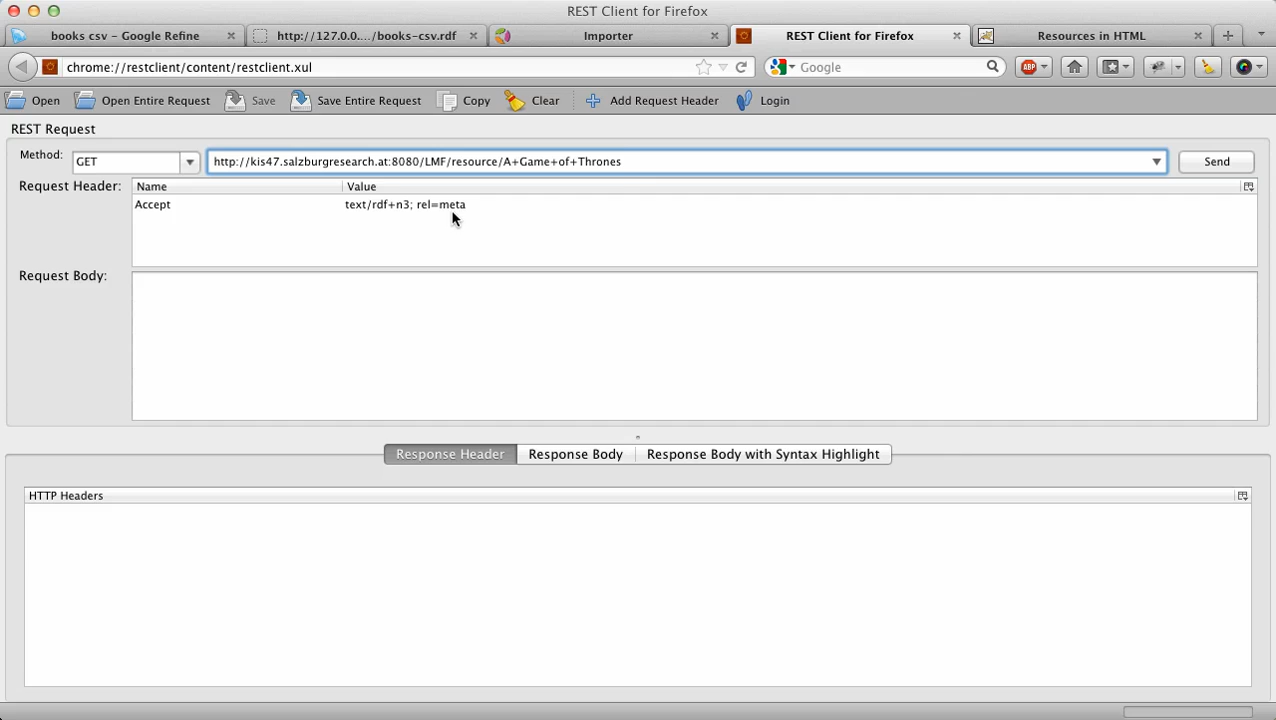 REST Client for Firefox
books csv - Google Refine
http://127.0.0..../books-csv.rdf
Importer
REST Client for Firefox
Resources in HTML
chrome://restclient/content/restclient.xul
Google
ABP
Open
Open Entire Request
Save
Save Entire Request
Copy
Clear
Add Request Header
Login
REST Request
Method:
GET
http://kis47.salzburgresearch.at:8080/LMF/resource/A+Game+of+Thrones
Send
Request Header:
Name
Value
Accept
text/rdf+n3; rel=meta
Request Body:
Response Header
Response Body
Response Body with Syntax Highlight
HTTP Headers